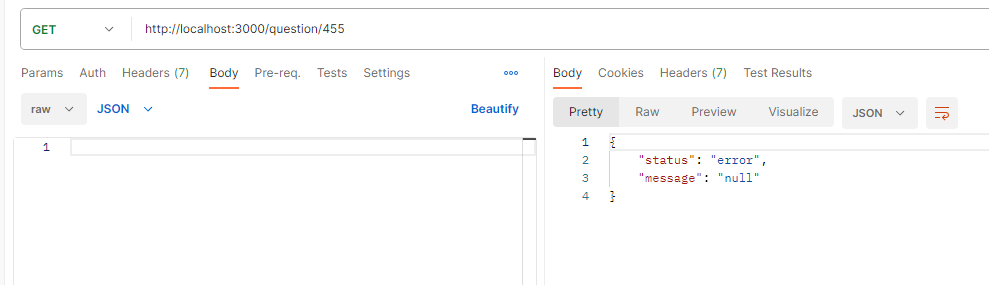 GET http://localhost:3000/question/455
Params Auth Headers (7) Body Pre-req. Tests Settings
raw JSON Beautify
1
Body Cookies Headers (7) Test Results
Pretty Raw Preview Visualize JSON
1 {
2 "status": "error",
3 "message": "null"
4 }